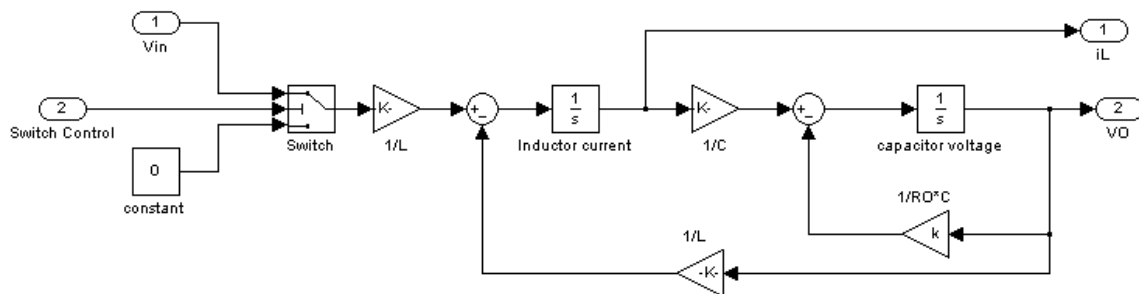 1
Vin
2
Switch Control
0
constant
Switch
K-
1/L
+
-
1
s
Inductor current
K-
1/C
+
-
1
s
capacitor voltage
1
iL
2
VO
1/RO*C
k
1/L
-K-